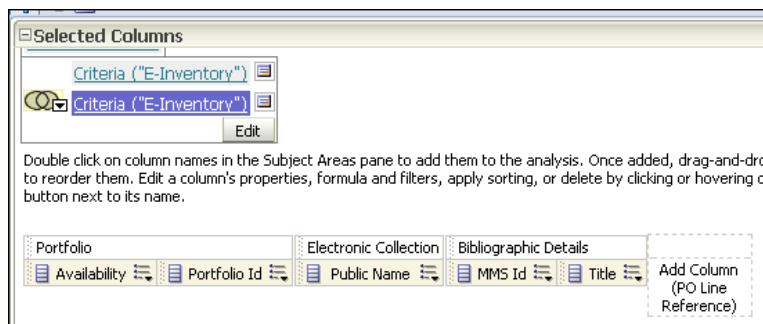 Selected Columns
Criteria ("E-Inventory")
Criteria ("E-Inventory")
Edit
Double click on column names in the Subject Areas pane to add them to the analysis. Once added, drag-and-dro
to reorder them. Edit a column's properties, formula and filters, apply sorting, or delete by clicking or hovering o
button next to its name.
Portfolio Electronic Collection Bibliographic Details
Availability Portfolio Id Public Name MMS Id Title
Add Column
(PO Line
Reference)